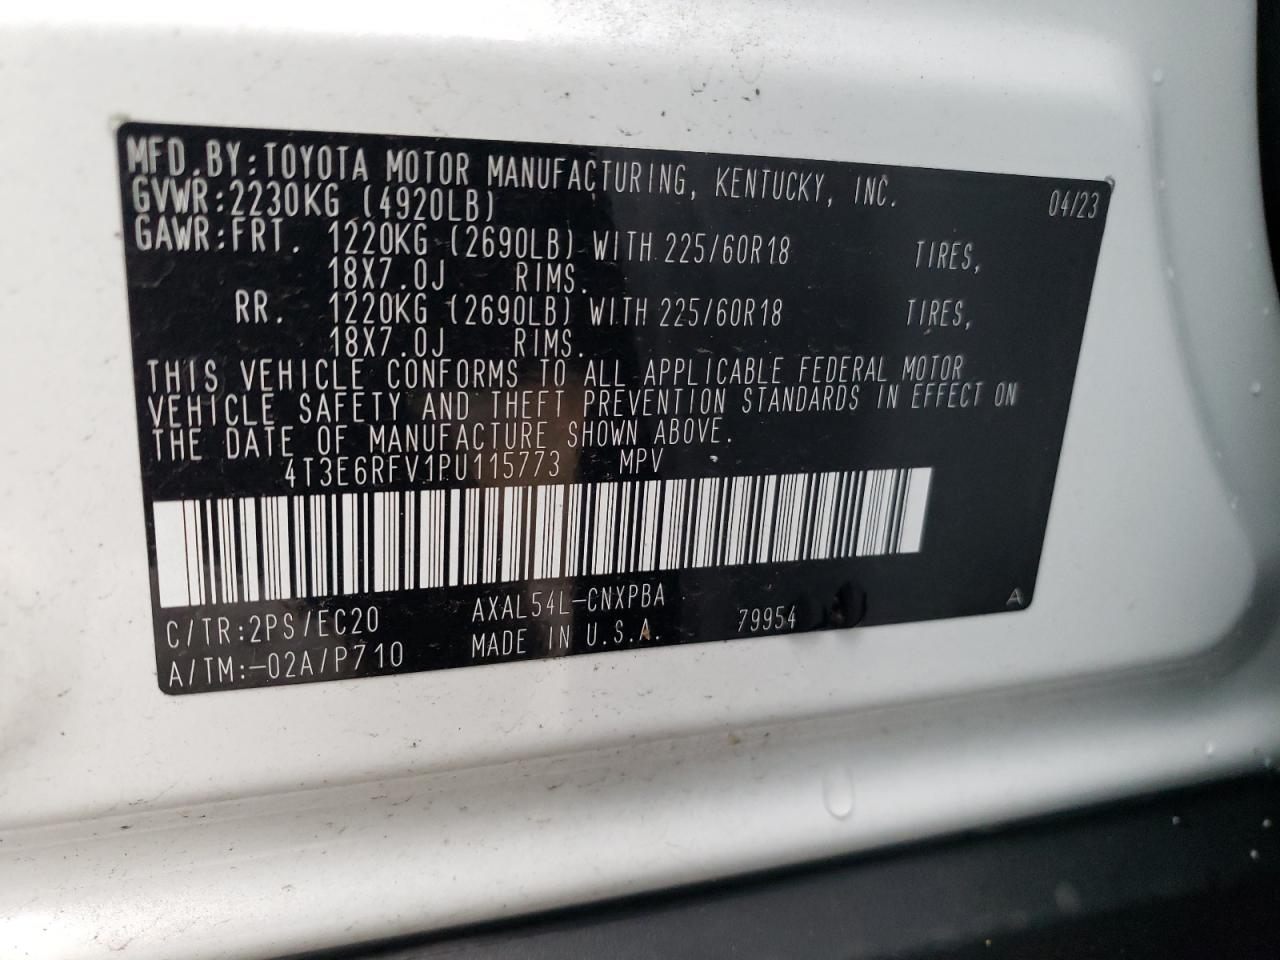 MFD.BY:TOYOTA MOTOR MANUFACTURING, KENTUCKY, INC. 04/23
GVWR:2230KG (4920LB)
GAWR:FRT. 1220KG (2690LB) WITH 225/60R18 TIRES,
18X7.0J RIMS.
RR. 1220KG (2690LB) WITH 225/60R18 TIRES,
18X7.0J RIMS.
THIS VEHICLE CONFORMS TO ALL APPLICABLE FEDERAL MOTOR
VEHICLE SAFETY AND THEFT PREVENTION STANDARDS IN EFFECT ON
THE DATE OF MANUFACTURE SHOWN ABOVE.
4T3E6RFV1PU115773 MPV
C/TR:2PS/EC20 AXAL54L-CNXPBA
A/TM:-02A/P710 MADE IN U.S.A. 79954
A